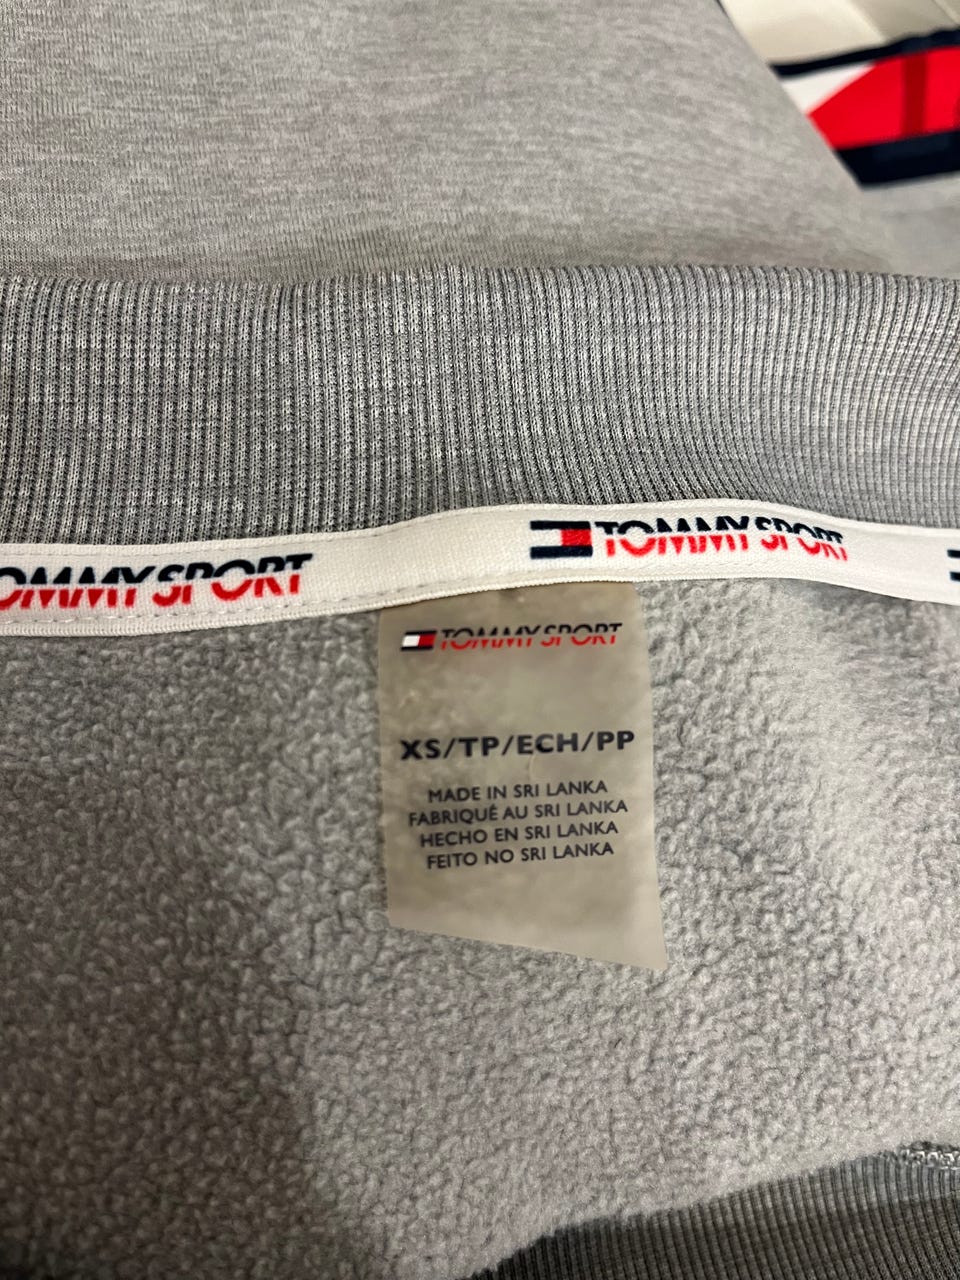 TOMMY SPORT
TOMMY SPORT
TOMMY SPORT
XS/TP/ECH/PP
MADE IN SRI LANKA
FABRIQUÉ AU SRI LANKA
HECHO EN SRI LANKA
FEITO NO SRI LANKA